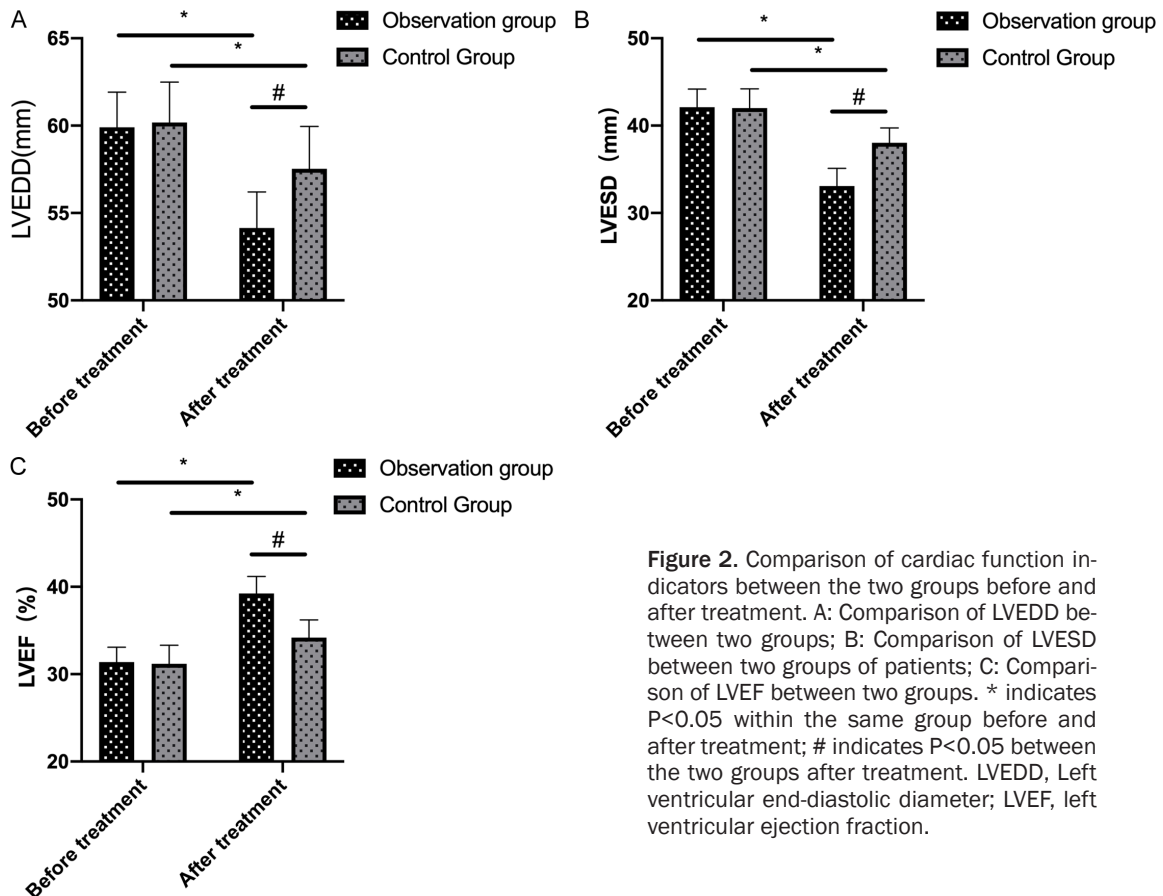 A
*
*
#
Observation group
Control Group
LVEDD(mm)
65
60
55
50
Before treatment
After treatment
B
*
*
#
Observation group
Control Group
LVESD (mm)
50
40
30
20
Before treatment
After treatment
C
*
*
#
Observation group
Control Group
LVEF (%)
50
40
30
20
Before treatment
After treatment
Figure 2. Comparison of cardiac function in-
dicators between the two groups before and
after treatment. A: Comparison of LVEDD be-
tween two groups; B: Comparison of LVESD
between two groups of patients; C: Compari-
son of LVEF between two groups. * indicates
P<0.05 within the same group before and
after treatment; # indicates P<0.05 between
the two groups after treatment. LVEDD, Left
ventricular end-diastolic diameter; LVEF, left
ventricular ejection fraction.